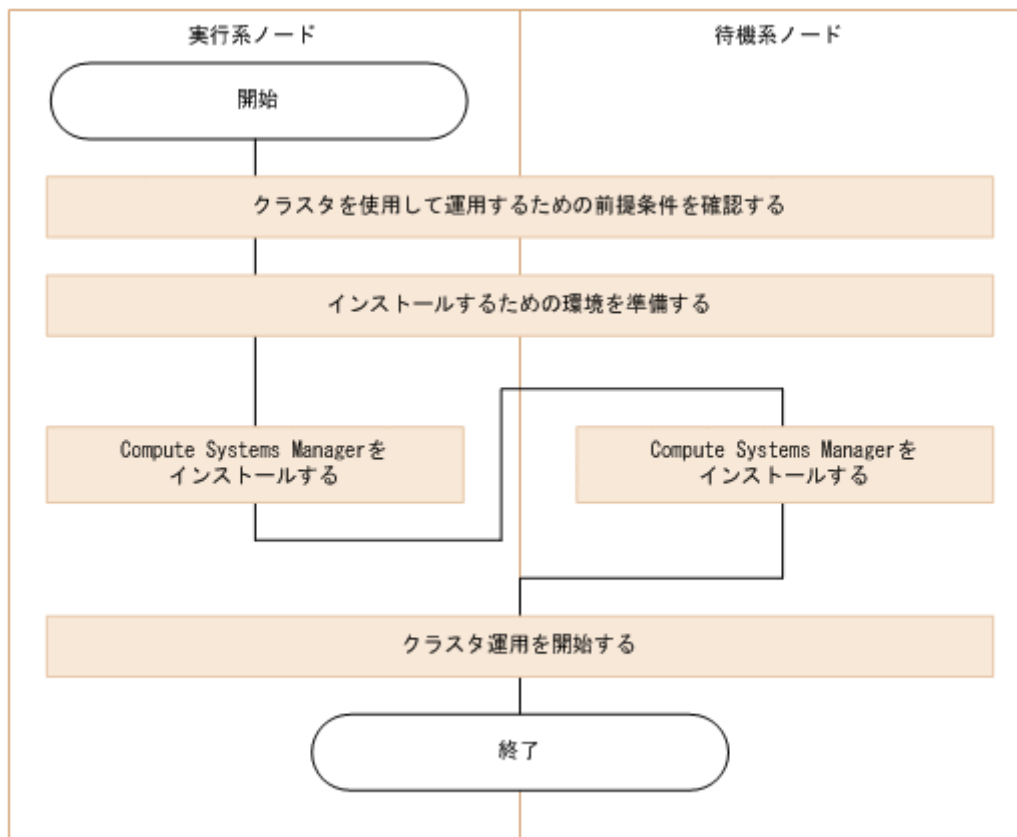 実行系ノード
待機系ノード
開始
クラスタを使用して運用するための前提条件を確認する
インストールするための環境を準備する
Compute Systems Managerを
インストールする
Compute Systems Managerを
インストールする
クラスタ運用を開始する
終了